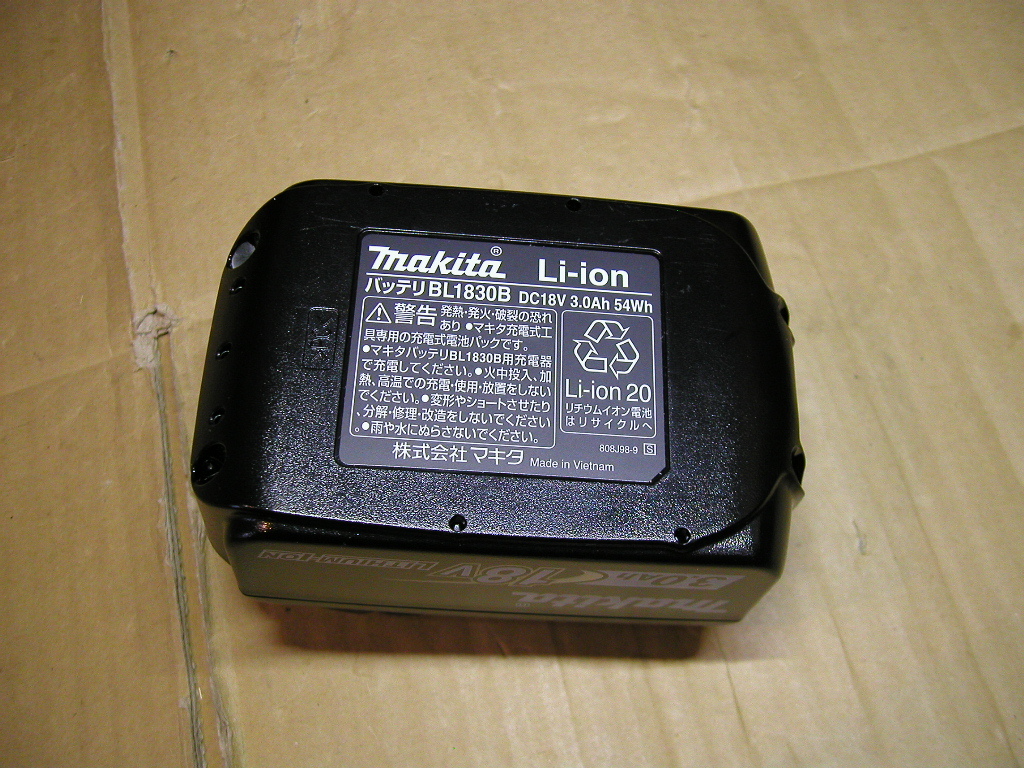 makita® Li-ion
バッテリ BL1830B DC18V 3.0Ah 54Wh
警告 発熱・発火・破裂の恐れ
あり ●マキタ充電式工
具専用の充電式電池パックです。
●マキタバッテリBL1830B用充電器
で充電してください。●火中投入、加
熱、高温での充電・使用・放置をしない
でください。●変形やショートさせたり
、分解・修理・改造をしないでください
。●雨や水にぬらさないでください。
Li-ion 20
リチウムイオン電池
はリサイクルへ
808J98-9 S
株式会社マキタ Made in Vietnam
makita®
3.0Ah 18V LITHIUM-ION